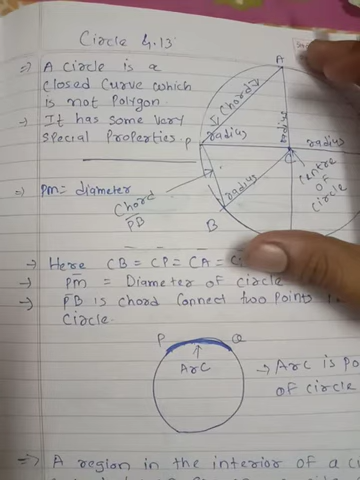 Circle 4.13
⇒ A circle is a
closed curve which
is not polygon.
→ It has some vary
special Properties.
A
Chord
radius
P
radius
radius
C
radius
centre
OF
circle
B
⇒ PM = diameter
Chord
PB
→ Here CB = CP = CA =
→ PM = Diameter of circle
→ PB is chord connect two points
circle.
P Q
Arc
→ Arc is
of circle
⇒ A region in the interior of a